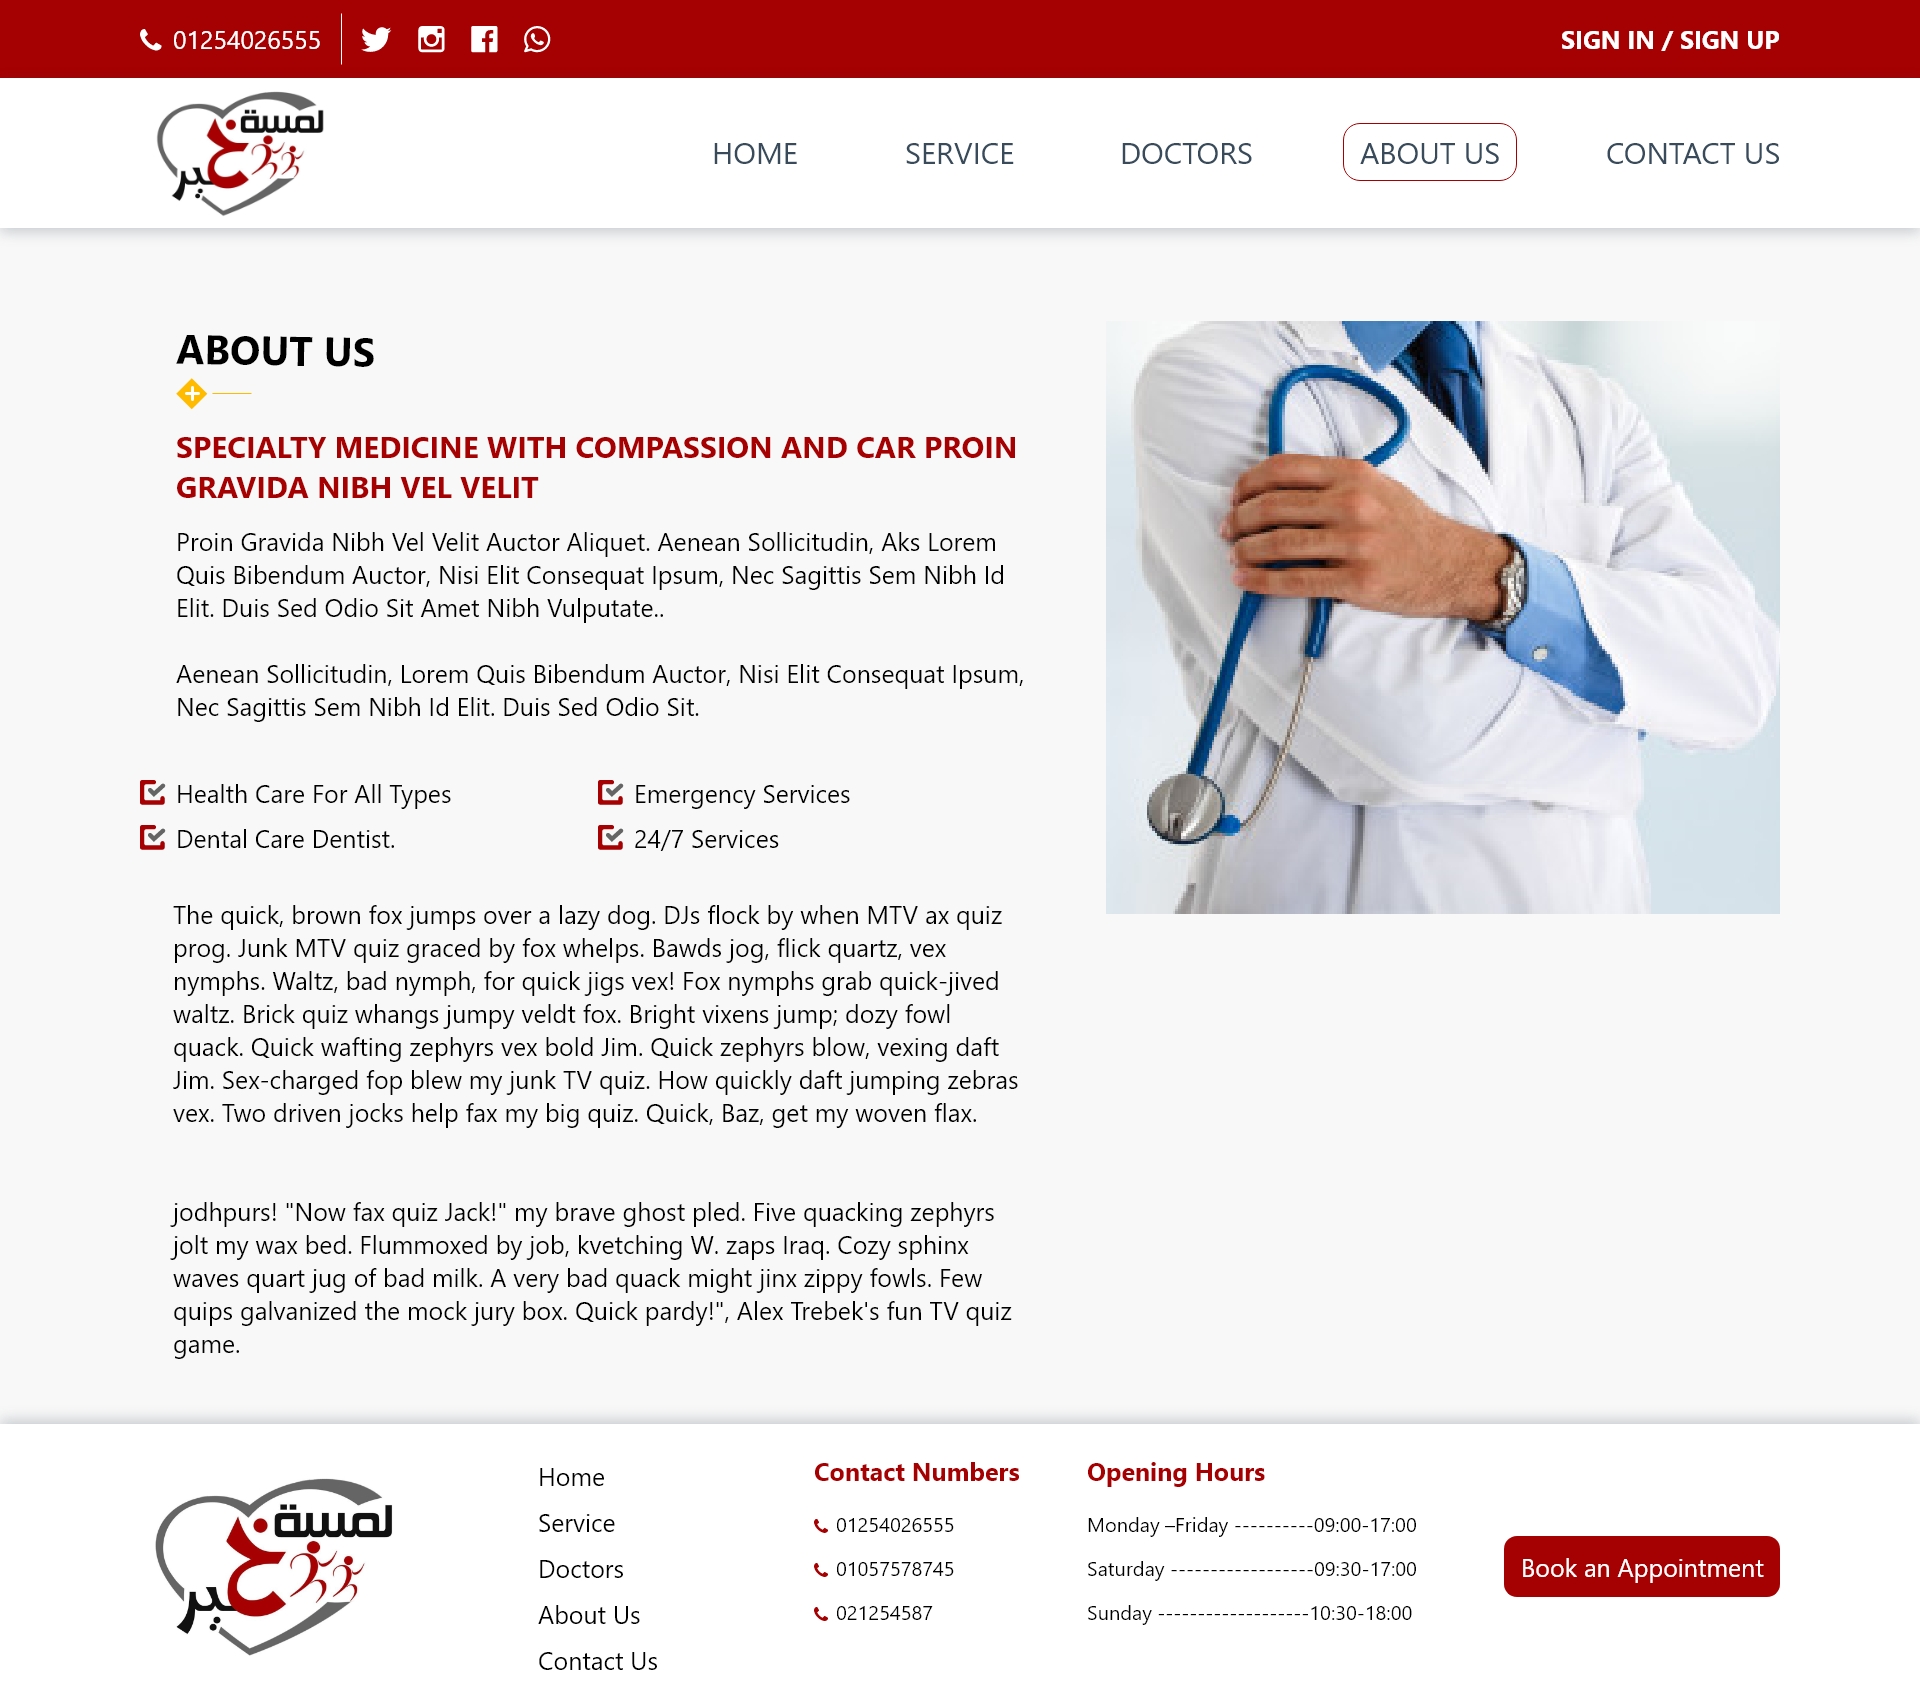 01254026555
SIGN IN / SIGN UP
لمسة
خير
HOME
SERVICE
DOCTORS
ABOUT US
CONTACT US
ABOUT US
SPECIALTY MEDICINE WITH COMPASSION AND CAR PROIN
GRAVIDA NIBH VEL VELIT
Proin Gravida Nibh Vel Velit Auctor Aliquet. Aenean Sollicitudin, Aks Lorem
Quis Bibendum Auctor, Nisi Elit Consequat Ipsum, Nec Sagittis Sem Nibh Id
Elit. Duis Sed Odio Sit Amet Nibh Vulputate..
Aenean Sollicitudin, Lorem Quis Bibendum Auctor, Nisi Elit Consequat Ipsum,
Nec Sagittis Sem Nibh Id Elit. Duis Sed Odio Sit.
Health Care For All Types
Emergency Services
Dental Care Dentist.
24/7 Services
The quick, brown fox jumps over a lazy dog. DJs flock by when MTV ax quiz
prog. Junk MTV quiz graced by fox whelps. Bawds jog, flick quartz, vex
nymphs. Waltz, bad nymph, for quick jigs vex! Fox nymphs grab quick-jived
waltz. Brick quiz whangs jumpy veldt fox. Bright vixens jump; dozy fowl
quack. Quick wafting zephyrs vex bold Jim. Quick zephyrs blow, vexing daft
Jim. Sex-charged fop blew my junk TV quiz. How quickly daft jumping zebras
vex. Two driven jocks help fax my big quiz. Quick, Baz, get my woven flax.
jodhpurs! "Now fax quiz Jack!" my brave ghost pled. Five quacking zephyrs
jolt my wax bed. Flummoxed by job, kvetching W. zaps Iraq. Cozy sphinx
waves quart jug of bad milk. A very bad quack might jinx zippy fowls. Few
quips galvanized the mock jury box. Quick pardy!", Alex Trebek's fun TV quiz
game.
لمسة
خير
Home
Service
Doctors
About Us
Contact Us
Contact Numbers
01254026555
01057578745
021254587
Opening Hours
Monday –Friday ----------09:00-17:00
Saturday ------------------09:30-17:00
Sunday -------------------10:30-18:00
Book an Appointment